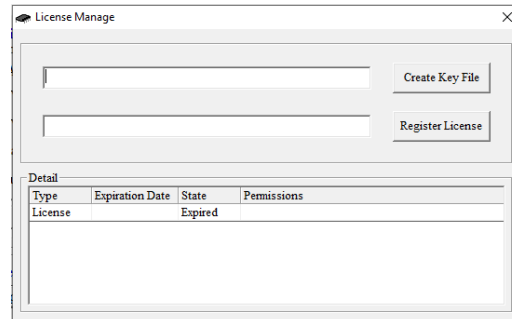 License Manage
Create Key File
Register License
Detail
Type Expiration Date State Permissions
License Expired